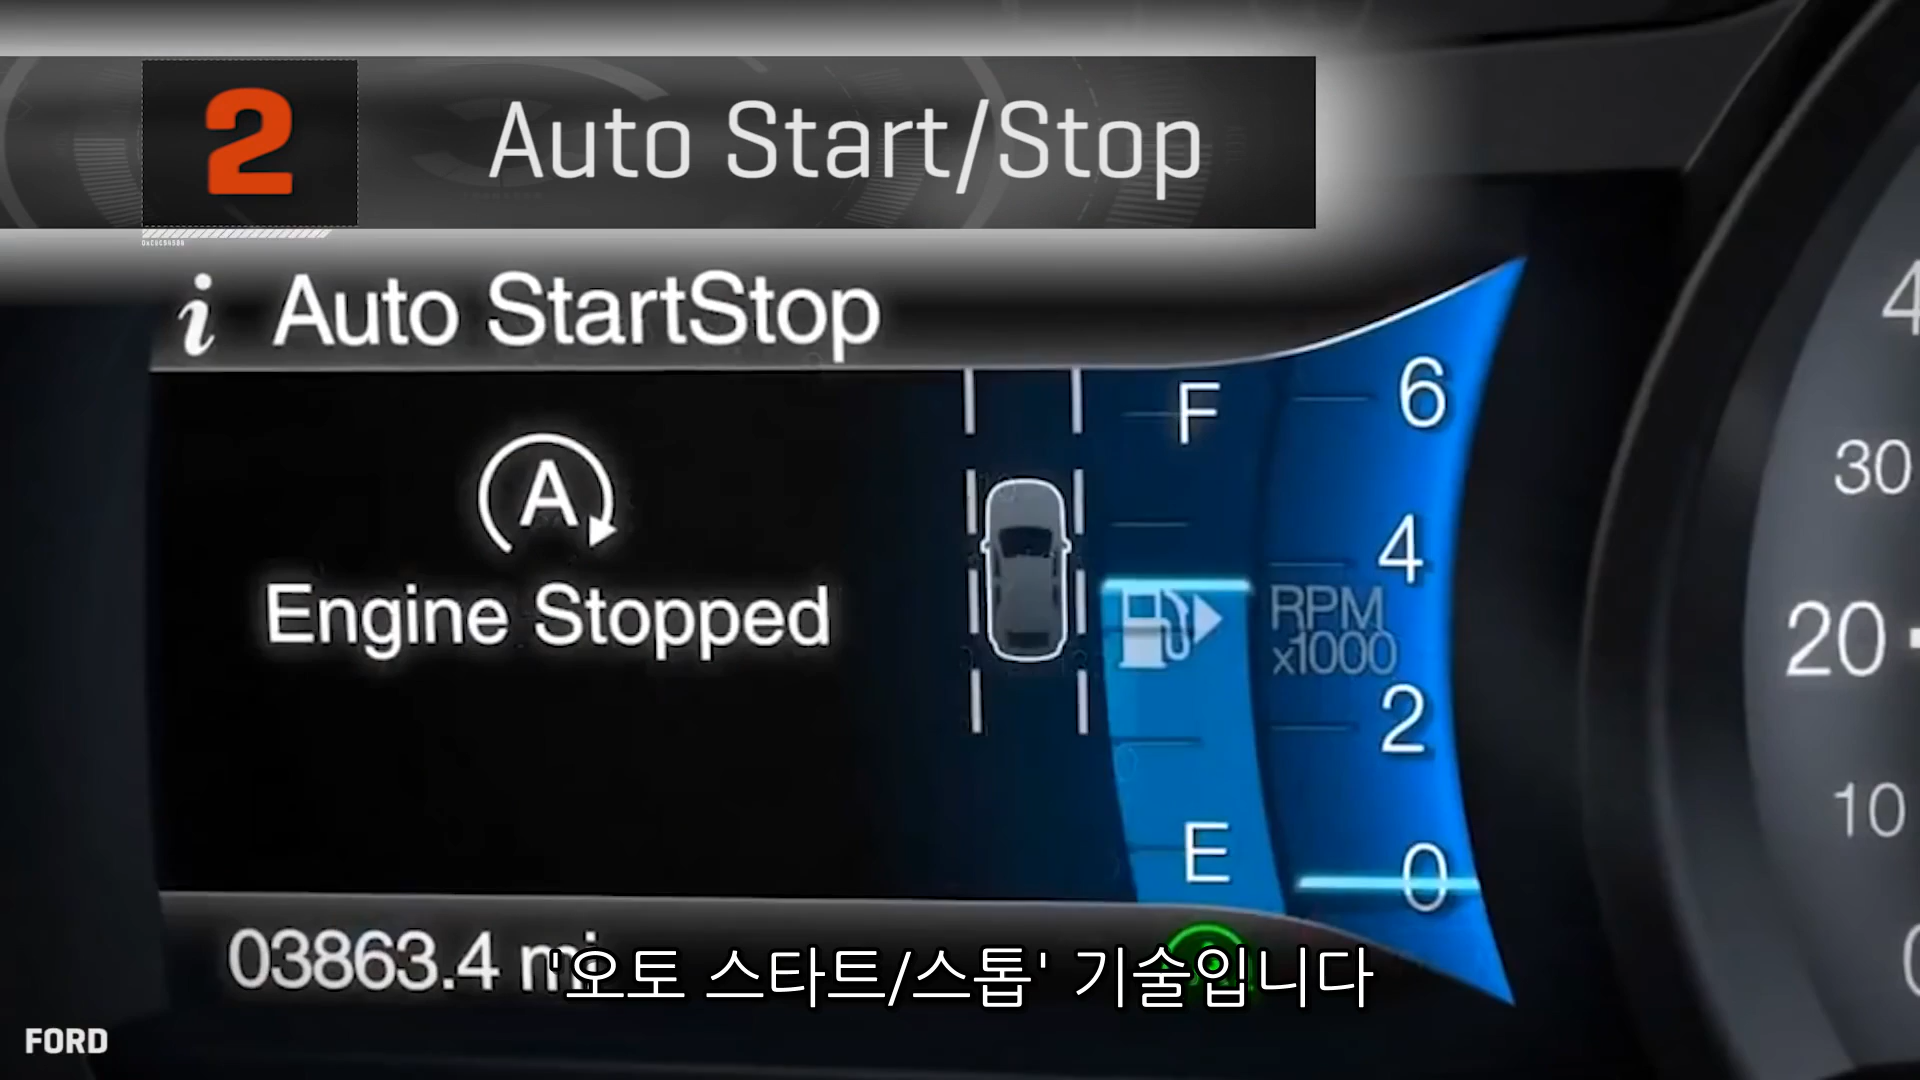 2 Auto Start/Stop
i Auto StartStop
F
6
4
A
30
4
Engine Stopped
RPM
x1000
20
2
10
E
0
03863.4 mi
'오토 스타트/스톱' 기술입니다
FORD